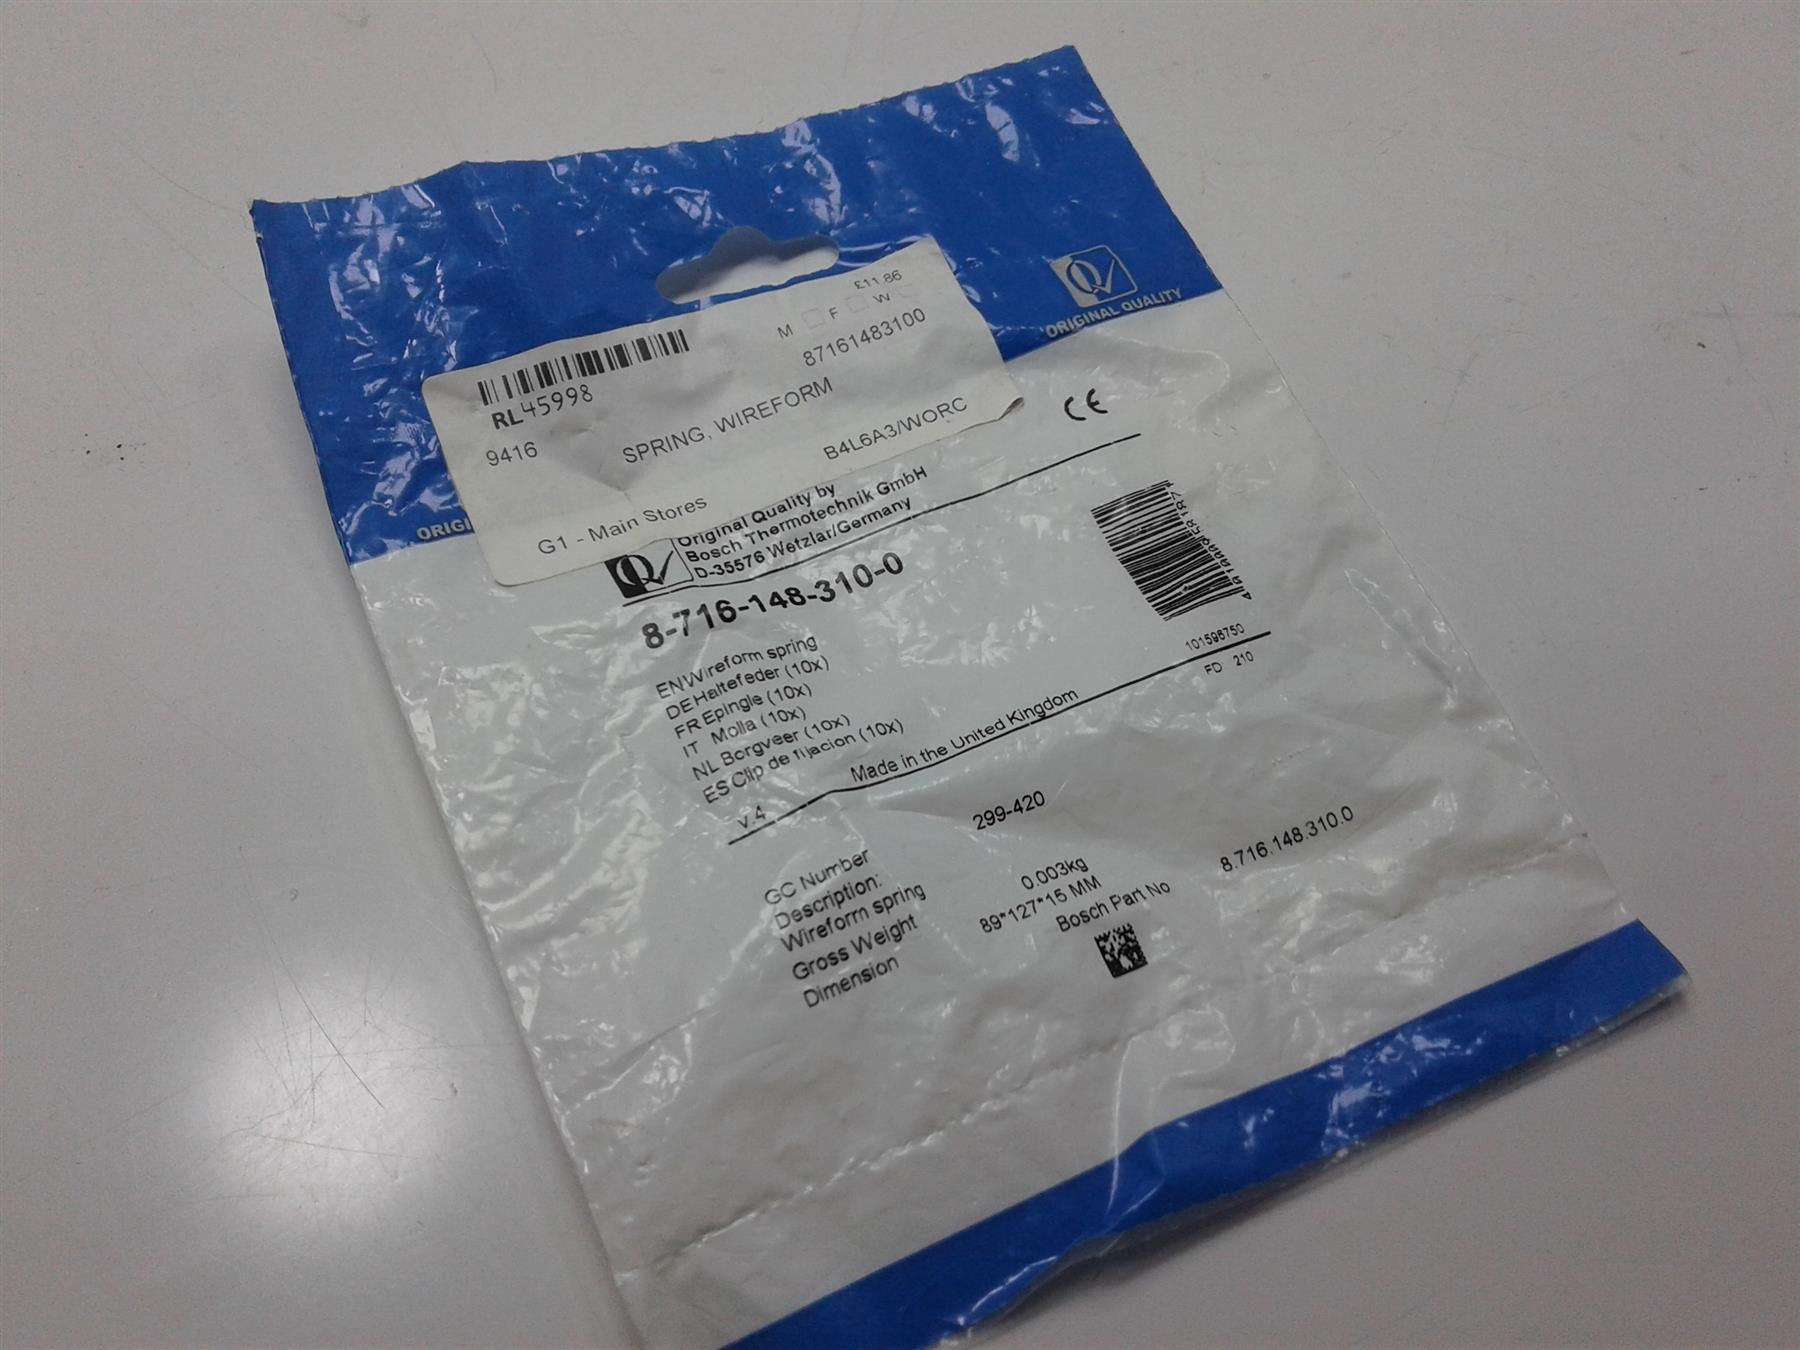 £11.86
M F W
87161483100
RL45998
9416
SPRING, WIREFORM
B4L6A3/WORC
G1 - Main Stores
ORIGINAL QUALITY
ORIGI
CE
Original Quality by
Bosch Thermotechnik GmbH
D-35576 Wetzlar/Germany
8-716-148-310-0
EN Wireform spring
DE Haltefeder (10x)
FR Epingle (10x)
IT Molla (10x)
NL Borgveer (10x)
ES Clip de fijacion (10x)
101598750
FD 210
v.4 Made in the United Kingdom
GC Number 299-420
Description:
Wireform spring
Gross Weight 0.003kg
Dimension 89*127*15 MM
Bosch Part No 8.716.148.310.0